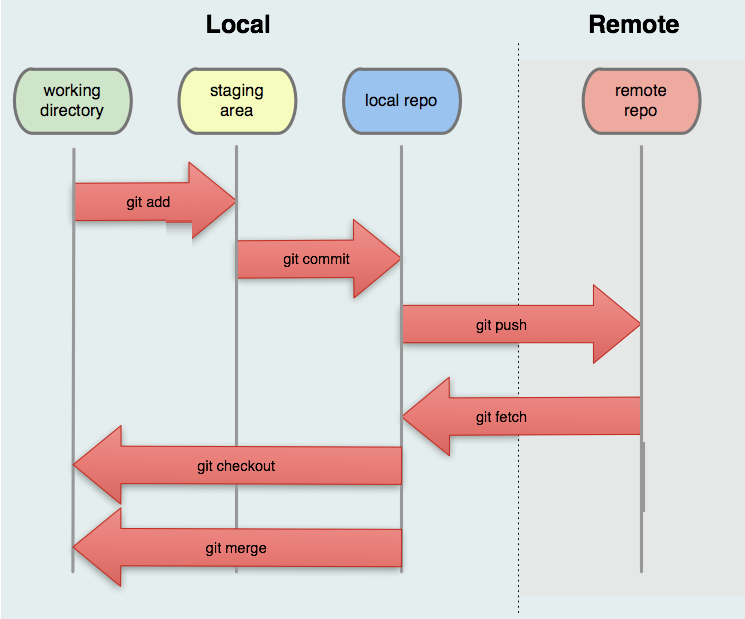 Local
Remote
working
directory
staging
area
local repo
remote
repo
git add
git commit
git push
git fetch
git checkout
git merge